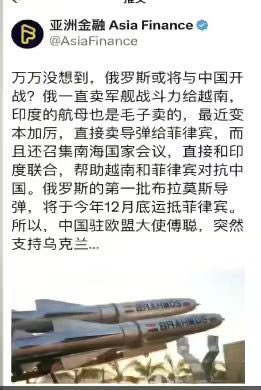 亚洲金融 Asia Finance
@AsiaFinance
万万没想到，俄罗斯或将与中国开
战？俄一直卖军舰战斗力给越南，
印度的航母也是毛子卖的，最近变
本加厉，直接卖导弹给菲律宾，而
且还召集南海国家会议，直接和印
度联合，帮助越南和菲律宾对抗中
国。俄罗斯的第一批布拉莫斯导
弹，将于今年12月底运抵菲律宾。
所以，中国驻欧盟大使傅聪，突然
支持乌克兰...
BRAHMOS
BRAHMOS